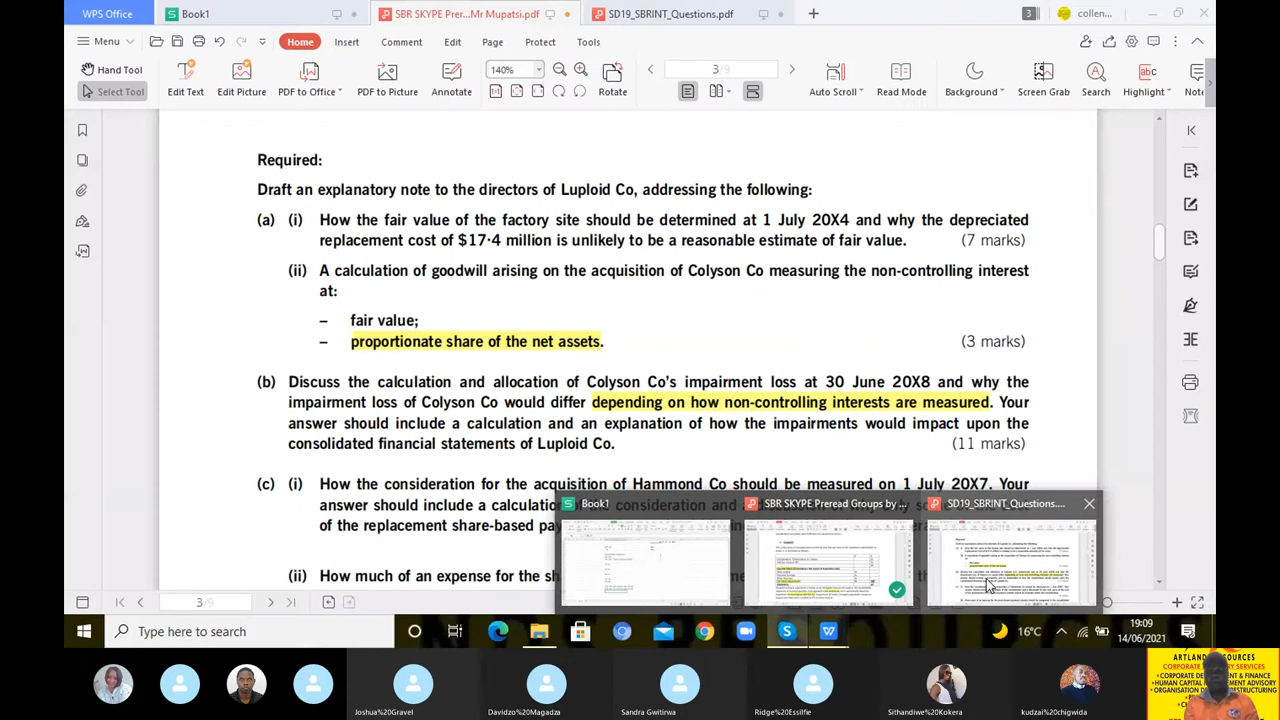 WPS Office
Book1
SBR SKYPE Prer...Mr Mupatsi.pdf
SD19_SBRINT_Questions.pdf
3
collen...
Menu
Home
Insert
Comment
Edit
Page
Protect
Tools
Hand Tool
Select Tool
Edit Text
Edit Picture
PDF to Office
PDF to Picture
Annotate
140%
Rotate
3/9
Auto Scroll
Read Mode
Background
Screen Grab
Search
Highlight
Note
Required:
Draft an explanatory note to the directors of Luploid Co, addressing the following:
(a) (i) How the fair value of the factory site should be determined at 1 July 20X4 and why the depreciated
replacement cost of $17·4 million is unlikely to be a reasonable estimate of fair value. (7 marks)
(ii) A calculation of goodwill arising on the acquisition of Colyson Co measuring the non-controlling interest
at:
– fair value;
– proportionate share of the net assets. (3 marks)
(b) Discuss the calculation and allocation of Colyson Co's impairment loss at 30 June 20X8 and why the
impairment loss of Colyson Co would differ depending on how non-controlling interests are measured. Your
answer should include a calculation and an explanation of how the impairments would impact upon the
consolidated financial statements of Luploid Co. (11 marks)
(c) (i) How the consideration for the acquisition of Hammond Co should be measured on 1 July 20X7. Your
answer should include a calculation
of the replacement share-based pay
(ii) How much of an expense for the sh
Book1
SBR SKYPE Preread Groups by ...
SD19_SBRINT_Questions....
3/9
Type here to search
16°C
19:09
14/06/2021
Joshua%20Gravel
Davidzo%20Magadza
Sandra Gwitirwa
Ridge%20Essilfie
Sithandiwe%20Kokera
kudzai%20chigwida